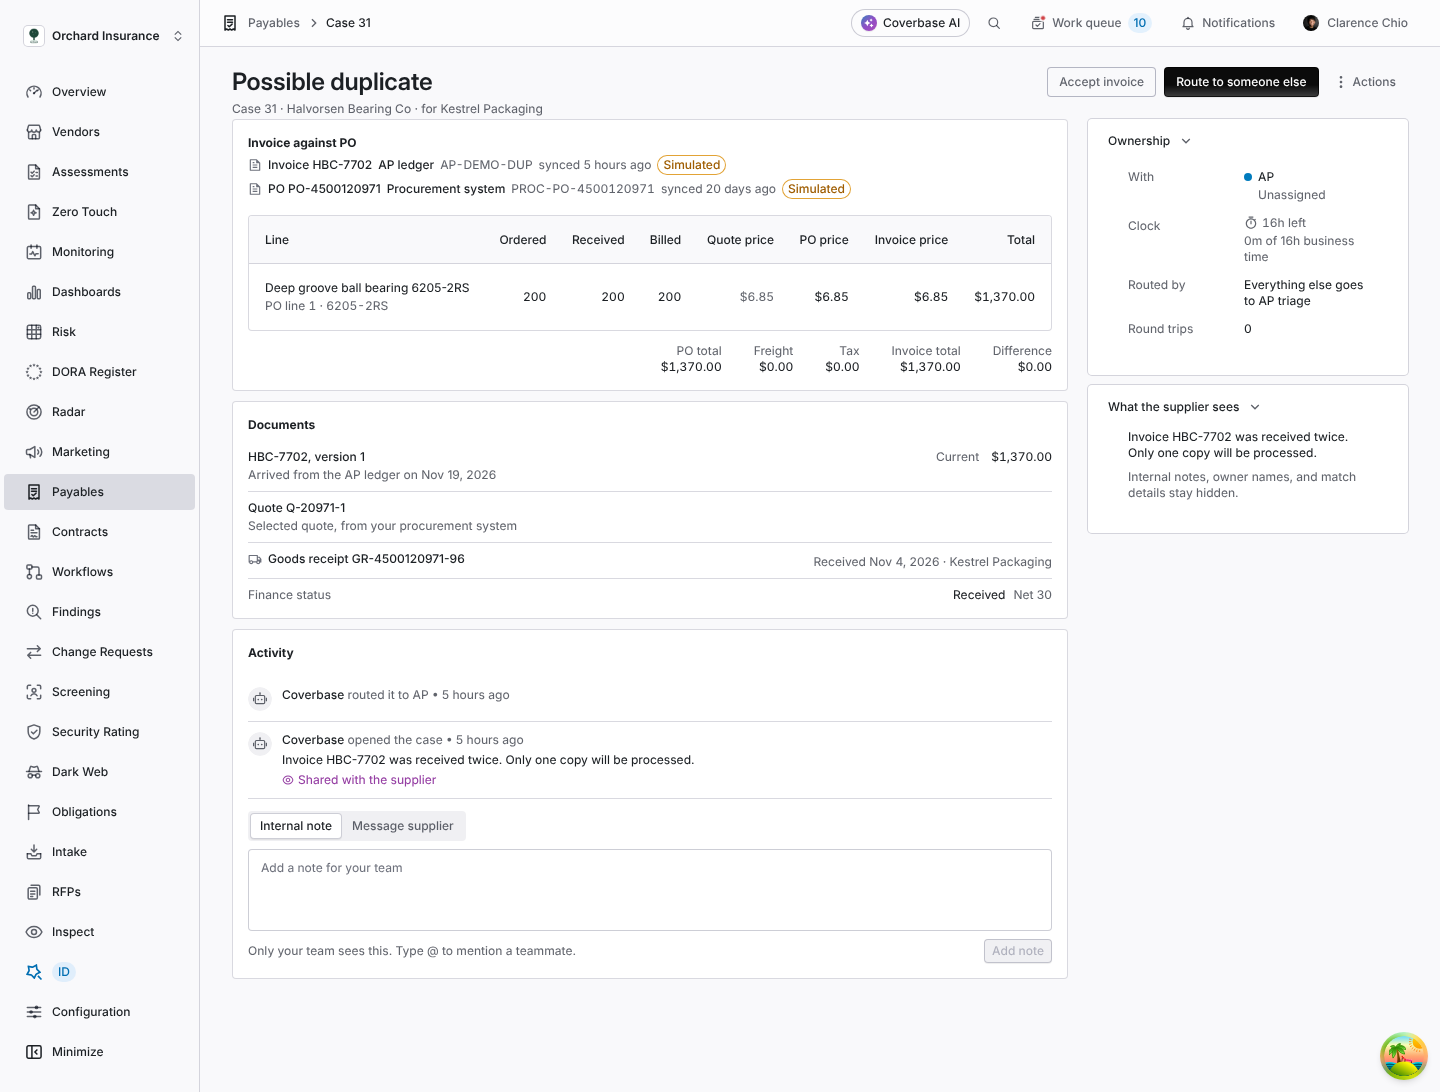 Orchard Insurance
Overview
Vendors
Assessments
Zero Touch
Monitoring
Dashboards
Risk
DORA Register
Radar
Marketing
Payables
Contracts
Workflows
Findings
Change Requests
Screening
Security Rating
Dark Web
Obligations
Intake
RFPs
Inspect
ID
Configuration
Minimize
Payables > Case 31
Coverbase AI
Work queue 10
Notifications
Clarence Chio
Possible duplicate
Case 31 · Halvorsen Bearing Co · for Kestrel Packaging
Accept invoice
Route to someone else
Actions
Invoice against PO
Invoice HBC-7702 AP ledger AP-DEMO-DUP synced 5 hours ago Simulated
PO PO-4500120971 Procurement system PROC-PO-4500120971 synced 20 days ago Simulated
Line Ordered Received Billed Quote price PO price Invoice price Total
Deep groove ball bearing 6205-2RS
PO line 1 · 6205-2RS
200 200 200 $6.85 $6.85 $6.85 $1,370.00
PO total Freight Tax Invoice total Difference
$1,370.00 $0.00 $0.00 $1,370.00 $0.00
Documents
HBC-7702, version 1
Arrived from the AP ledger on Nov 19, 2026
Current $1,370.00
Quote Q-20971-1
Selected quote, from your procurement system
Goods receipt GR-4500120971-96
Received Nov 4, 2026 · Kestrel Packaging
Finance status
Received Net 30
Activity
Coverbase routed it to AP • 5 hours ago
Coverbase opened the case • 5 hours ago
Invoice HBC-7702 was received twice. Only one copy will be processed.
Shared with the supplier
Internal note
Message supplier
Add a note for your team
Only your team sees this. Type @ to mention a teammate.
Add note
Ownership
With
AP
Unassigned
Clock
16h left
0m of 16h business
time
Routed by
Everything else goes
to AP triage
Round trips
0
What the supplier sees
Invoice HBC-7702 was received twice.
Only one copy will be processed.
Internal notes, owner names, and match
details stay hidden.